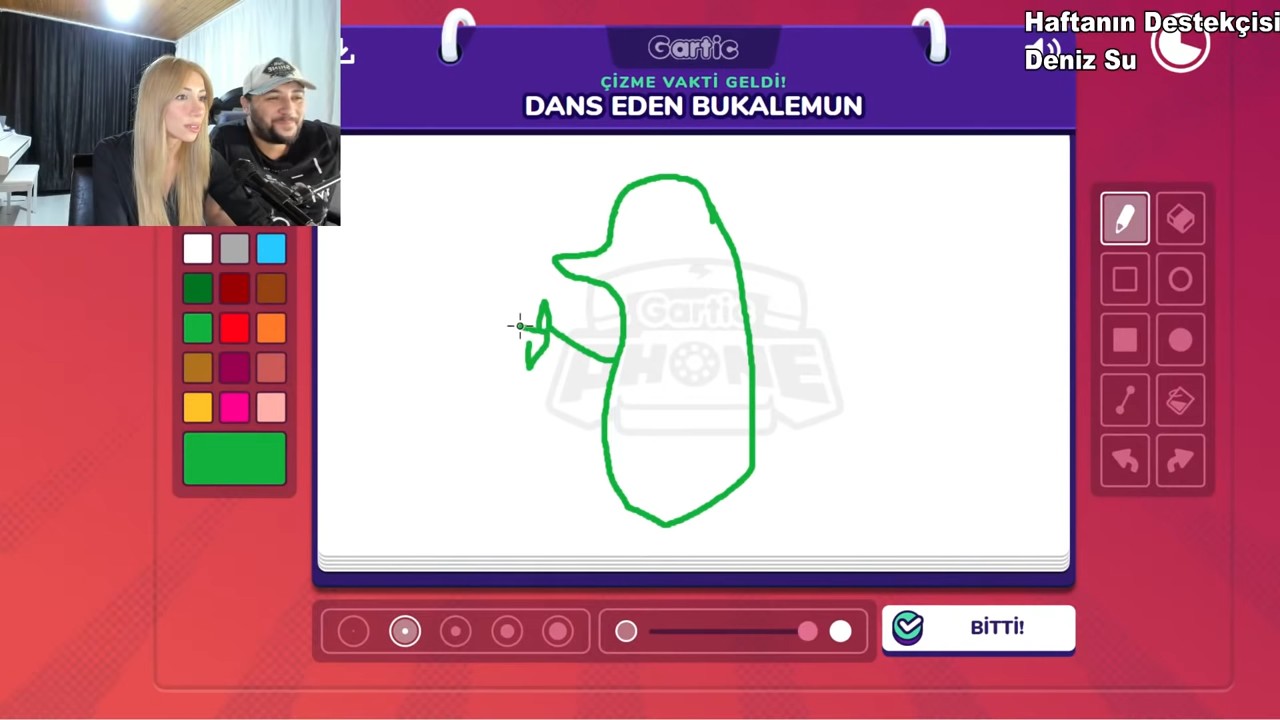 Haftanın Destekçisi
Deniz Su
Gartic
ÇİZME VAKTİ GELDİ!
DANS EDEN BUKALEMUN
Gartic
PHONE
BİTTİ!